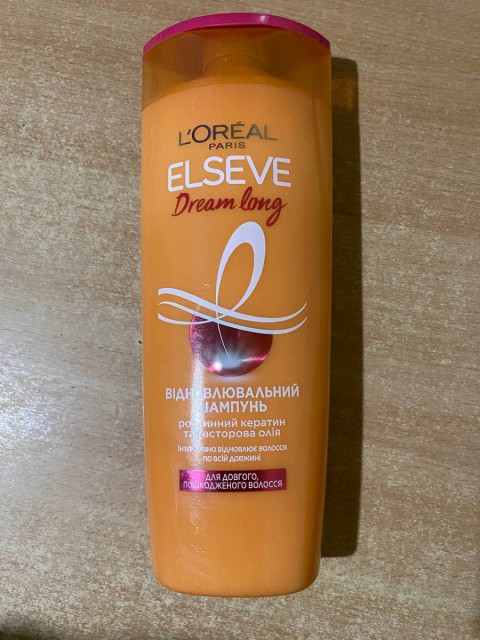 L'ORÉAL
PARIS
ELSEVE
Dream long
ВІДНОВЛЮВАЛЬНИЙ
ШАМПУНЬ
рослинний кератин
та касторова олія
інтенсивно відновлює волосся
по всій довжині
ДЛЯ ДОВГОГО,
ПОШКОДЖЕНОГО ВОЛОССЯ